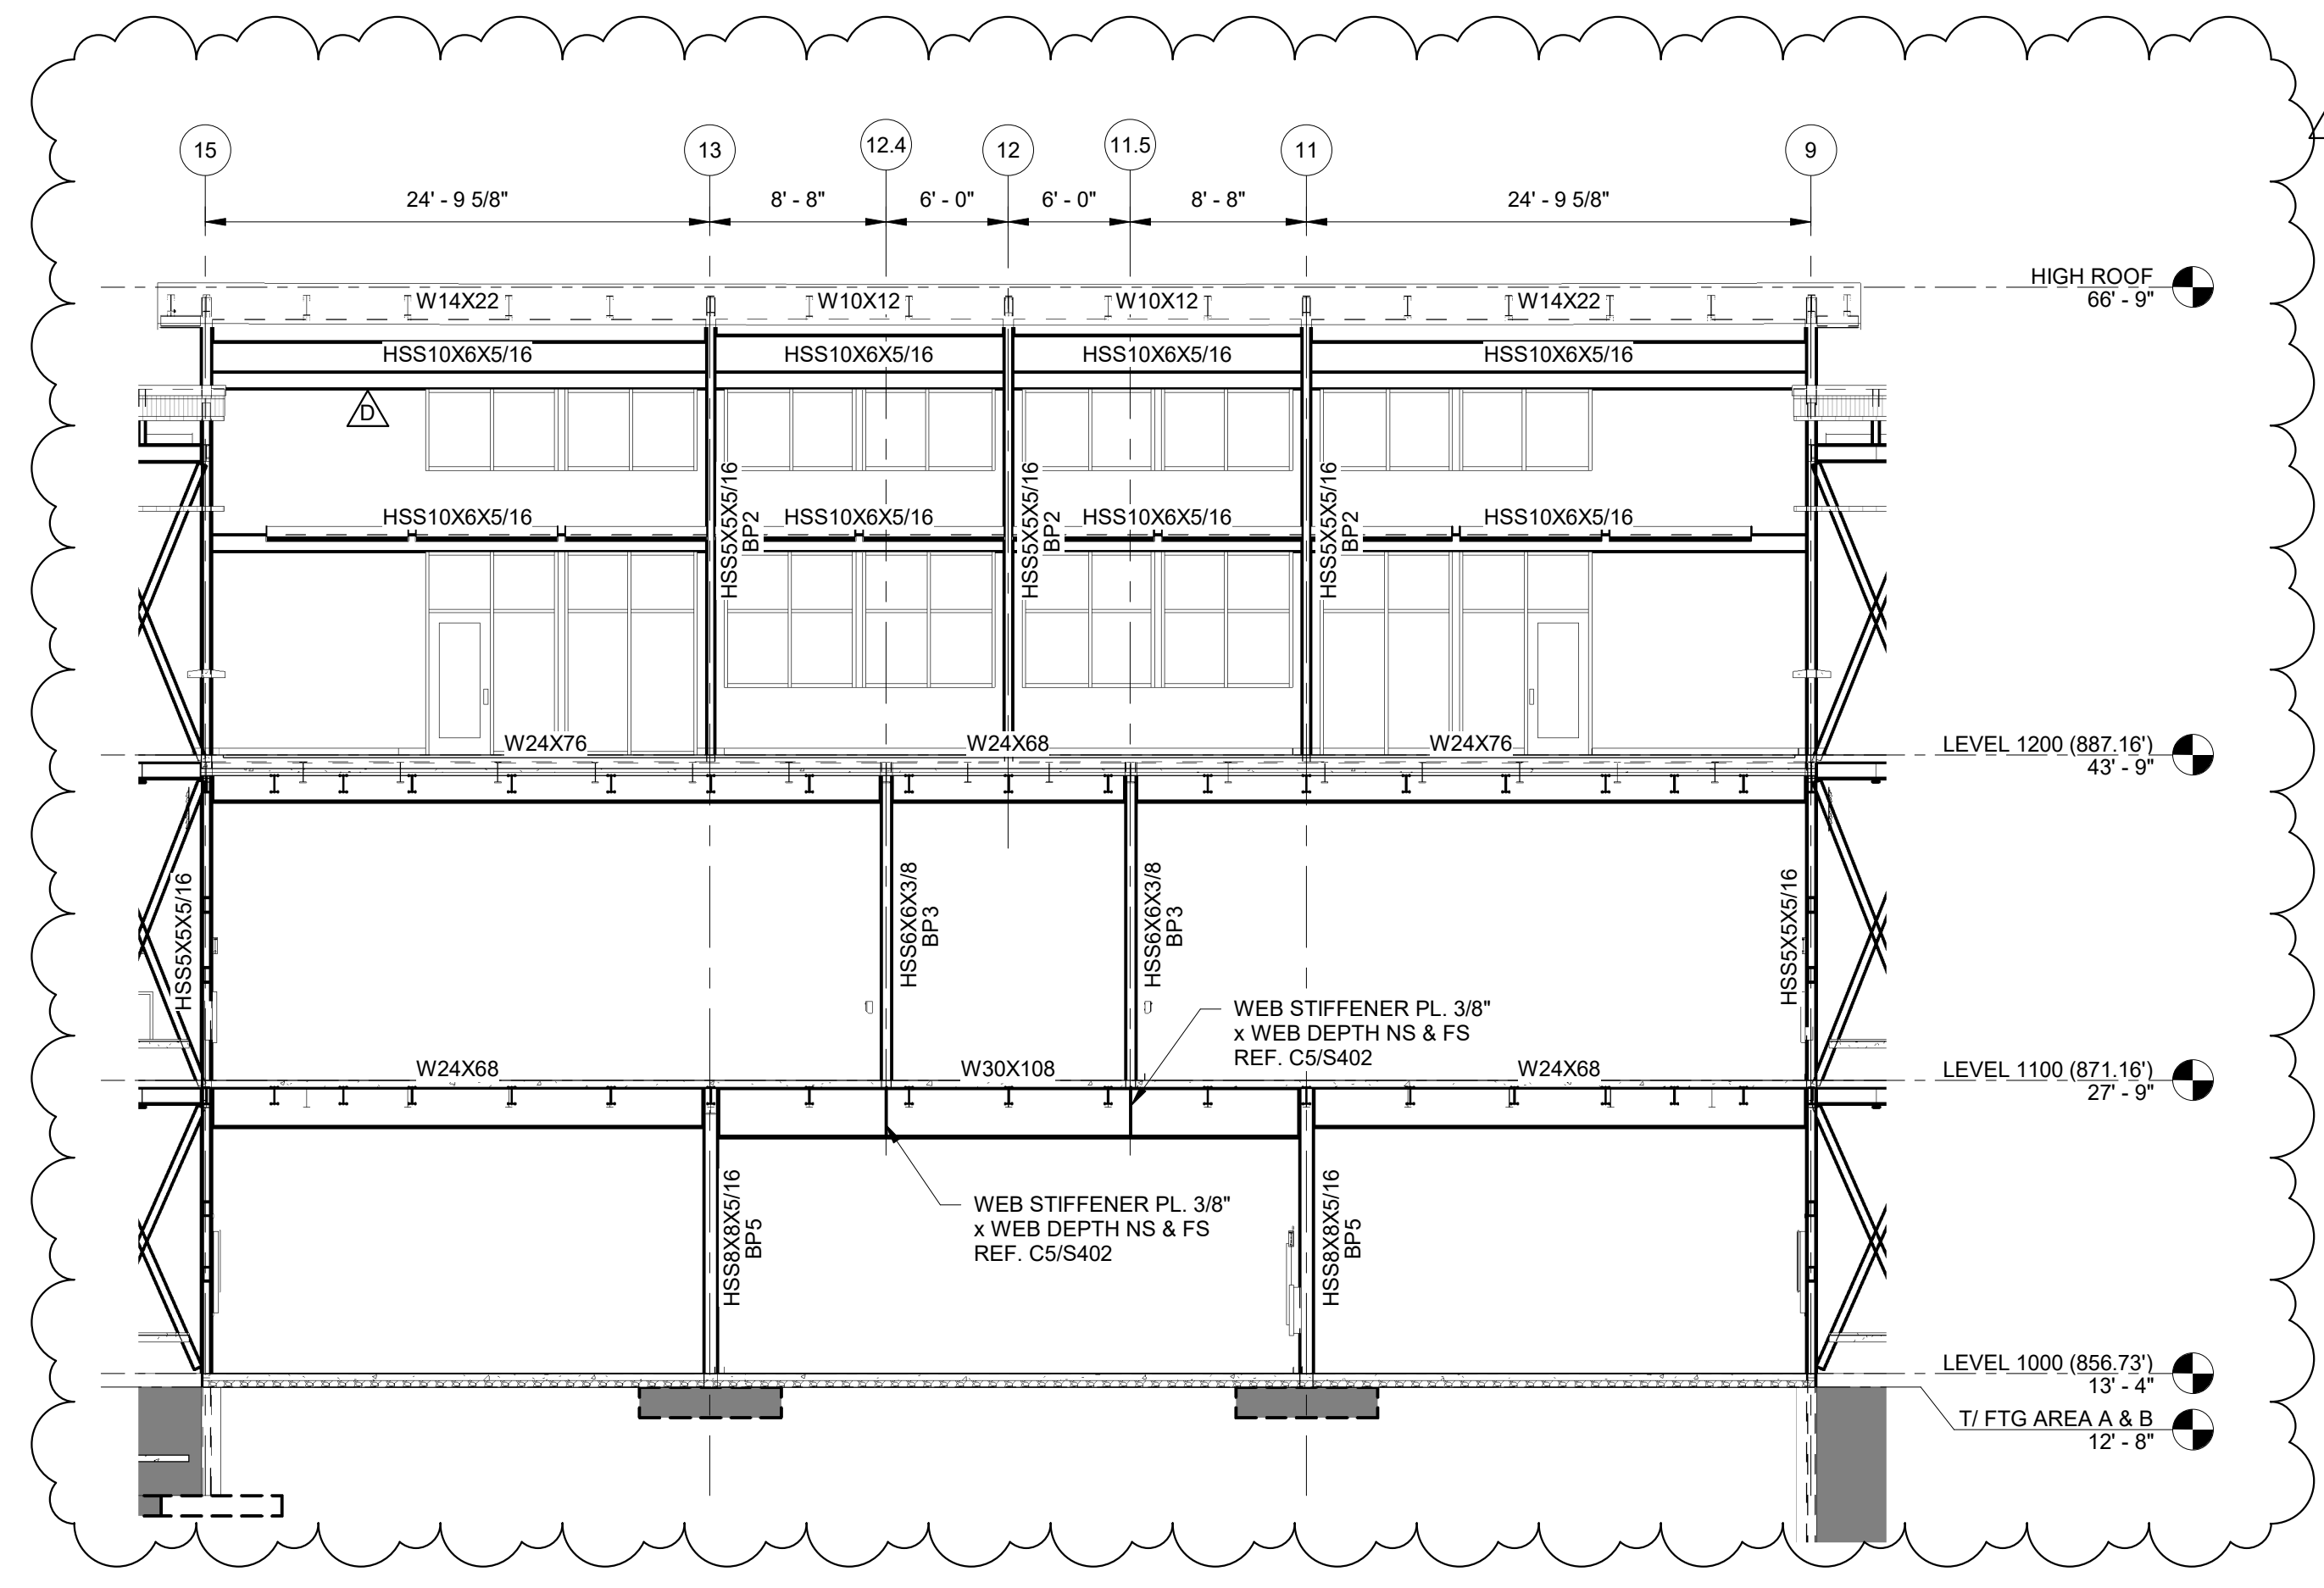 15
13
12.4
12
11.5
11
9
24' - 9 5/8"
8' - 8"
6' - 0"
6' - 0"
8' - 8"
24' - 9 5/8"
HIGH ROOF
66' - 9"
W14X22
W10X12
W10X12
W14X22
HSS10X6X5/16
HSS10X6X5/16
HSS10X6X5/16
HSS10X6X5/16
D
HSS5X5X5/16
BP2
HSS5X5X5/16
BP2
HSS5X5X5/16
BP2
HSS10X6X5/16
HSS10X6X5/16
HSS10X6X5/16
HSS10X6X5/16
W24X76
W24X68
W24X76
LEVEL 1200 (887.16')
43' - 9"
HSS5X5X5/16
HSS6X6X3/8
BP3
HSS6X6X3/8
BP3
HSS5X5X5/16
WEB STIFFENER PL. 3/8"
x WEB DEPTH NS & FS
REF. C5/S402
W24X68
W30X108
W24X68
LEVEL 1100 (871.16')
27' - 9"
HSS8X8X5/16
BP5
WEB STIFFENER PL. 3/8"
x WEB DEPTH NS & FS
REF. C5/S402
HSS8X8X5/16
BP5
LEVEL 1000 (856.73')
13' - 4"
T/ FTG AREA A & B
12' - 8"